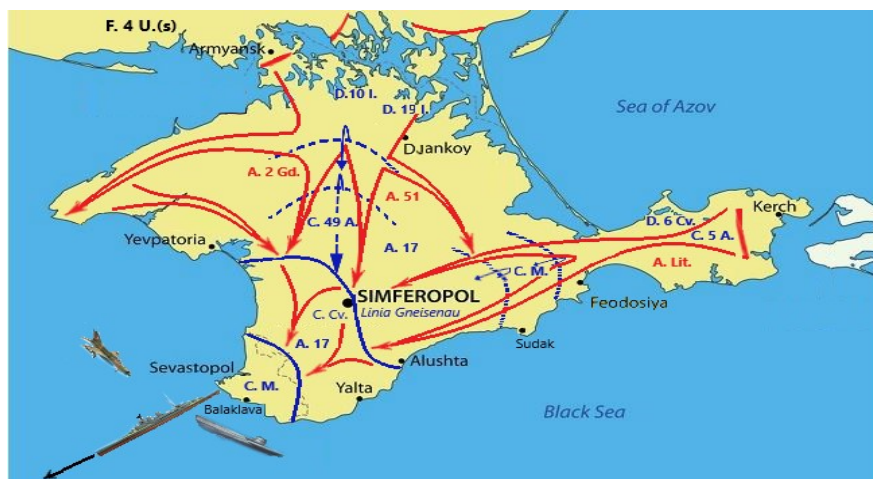 F. 4 U.(s)
Armyansk
D.10 I.
D. 19 I.
Sea of Azov
DJankoy
A. 2 Gd.
A. 51
D. 6 Cv.
Kerch
C. 49 A.
C. 5 A.
Yevpatoria
A. 17
A. Lit.
C. M.
SIMFEROPOL
Feodosiya
C. Cv.
Linia Gneisenau
Sudak
A. 17
Sevastopol
Alushta
C. M.
Yalta
Balaklava
Black Sea